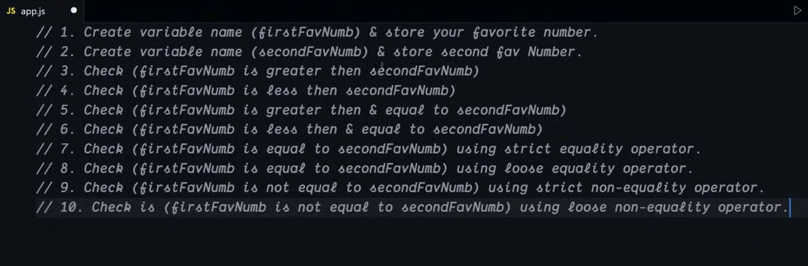 JS app.js
// 1. Create variable name (firstFavNumb) & store your favorite number.
// 2. Create variable name (secondFavNumb) & store second fav Number.
// 3. Check (firstFavNumb is greater then secondFavNumb)
// 4. Check (firstFavNumb is less then secondFavNumb)
// 5. Check (firstFavNumb is greater then & equal to secondFavNumb)
// 6. Check (firstFavNumb is less then & equal to secondFavNumb)
// 7. Check (firstFavNumb is equal to secondFavNumb) using strict equality operator.
// 8. Check (firstFavNumb is equal to secondFavNumb) using loose equality operator.
// 9. Check (firstFavNumb is not equal to secondFavNumb) using strict non-equality operator.
// 10. Check is (firstFavNumb is not equal to secondFavNumb) using loose non-equality operator.